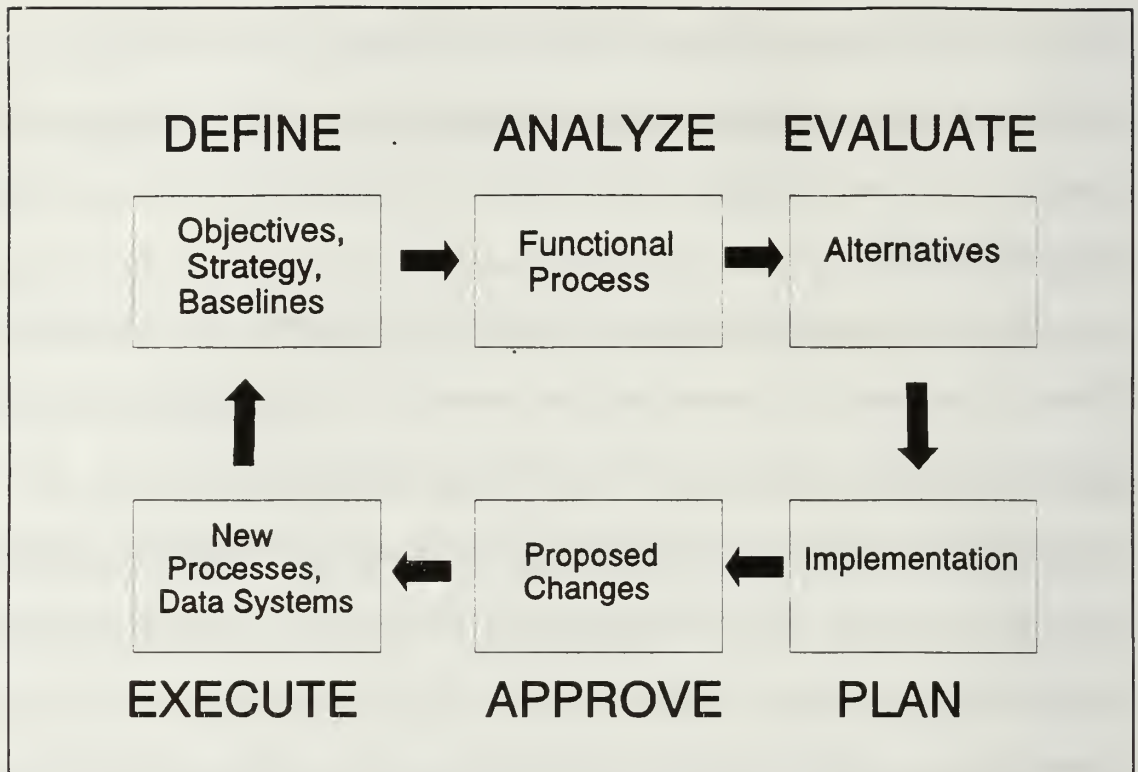 DEFINE ANALYZE EVALUATE
Objectives,
Strategy,
Baselines
Functional
Process
Alternatives
New
Processes,
Data Systems
Proposed
Changes
Implementation
EXECUTE APPROVE PLAN